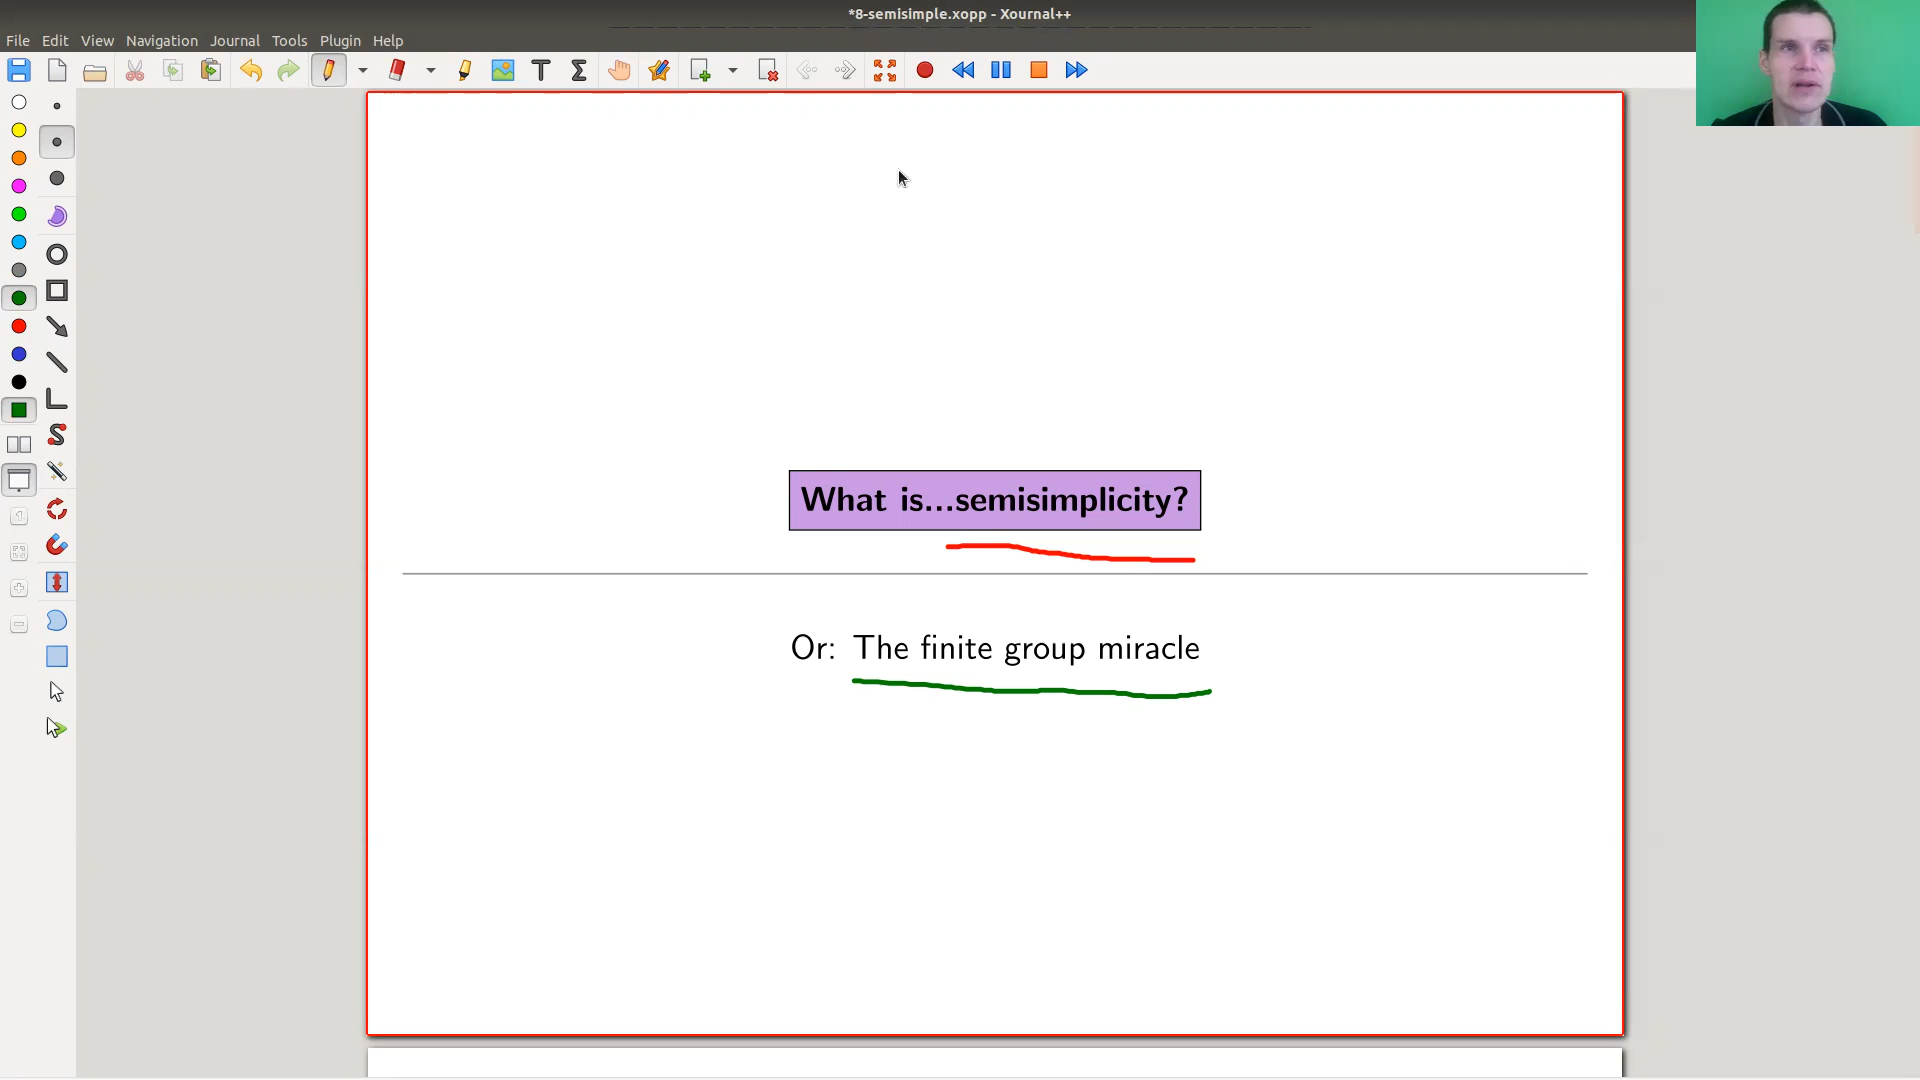 *8-semisimple.xopp - Xournal++
File Edit View Navigation Journal Tools Plugin Help
What is...semisimplicity?
Or: The finite group miracle